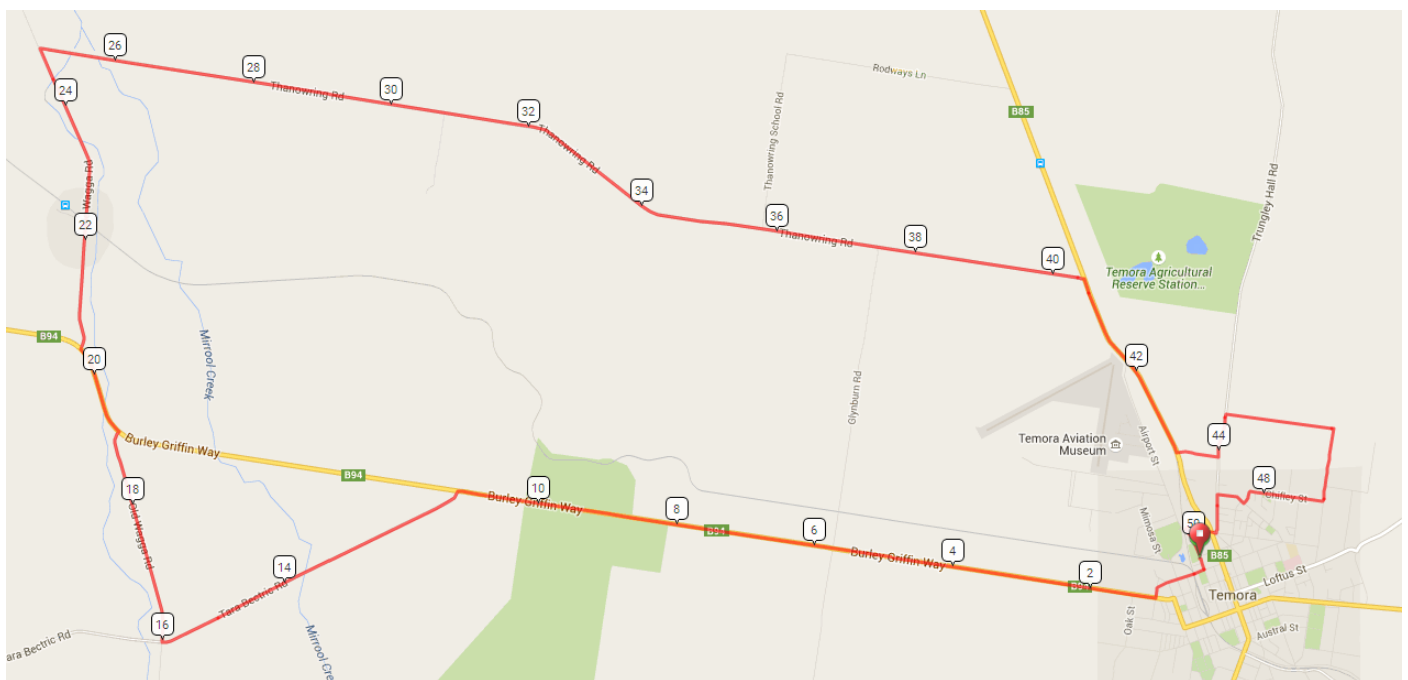 26
28
Thanowring Rd
30
32
Thanowring Rd
24
Rodways Ln
B85
Thanowring School Rd
Trungley Hall Rd
Wagga Rd
34
22
36
Thanowring Rd
38
40
Temora Agricultural
Reserve Station...
B94
20
Mirrool Creek
42
Glynburn Rd
Burley Griffin Way
B94
Temora Aviation
Museum
Airport St
44
18
Old Wagga Rd
10
Burley Griffin Way
8
B94
6
Burley Griffin Way
4
48
Chifley St
Mimosa St
50
B85
14
Tara Bectric Rd
2
Loftus St
Temora
Oak St
Austral St
16
ara Bectric Rd
Mirrool Cre